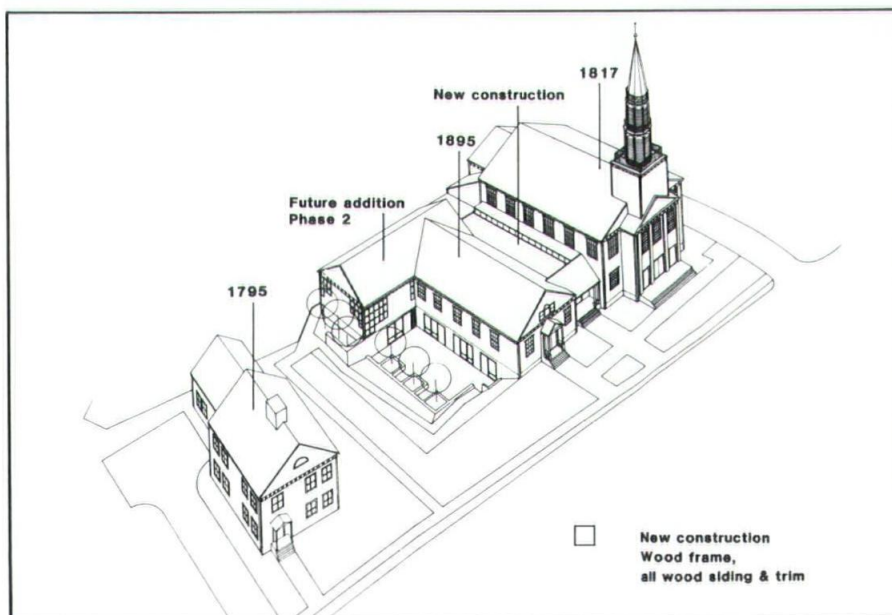 1817
New construction
1895
Future addition
Phase 2
1795
New construction
Wood frame,
all wood siding & trim